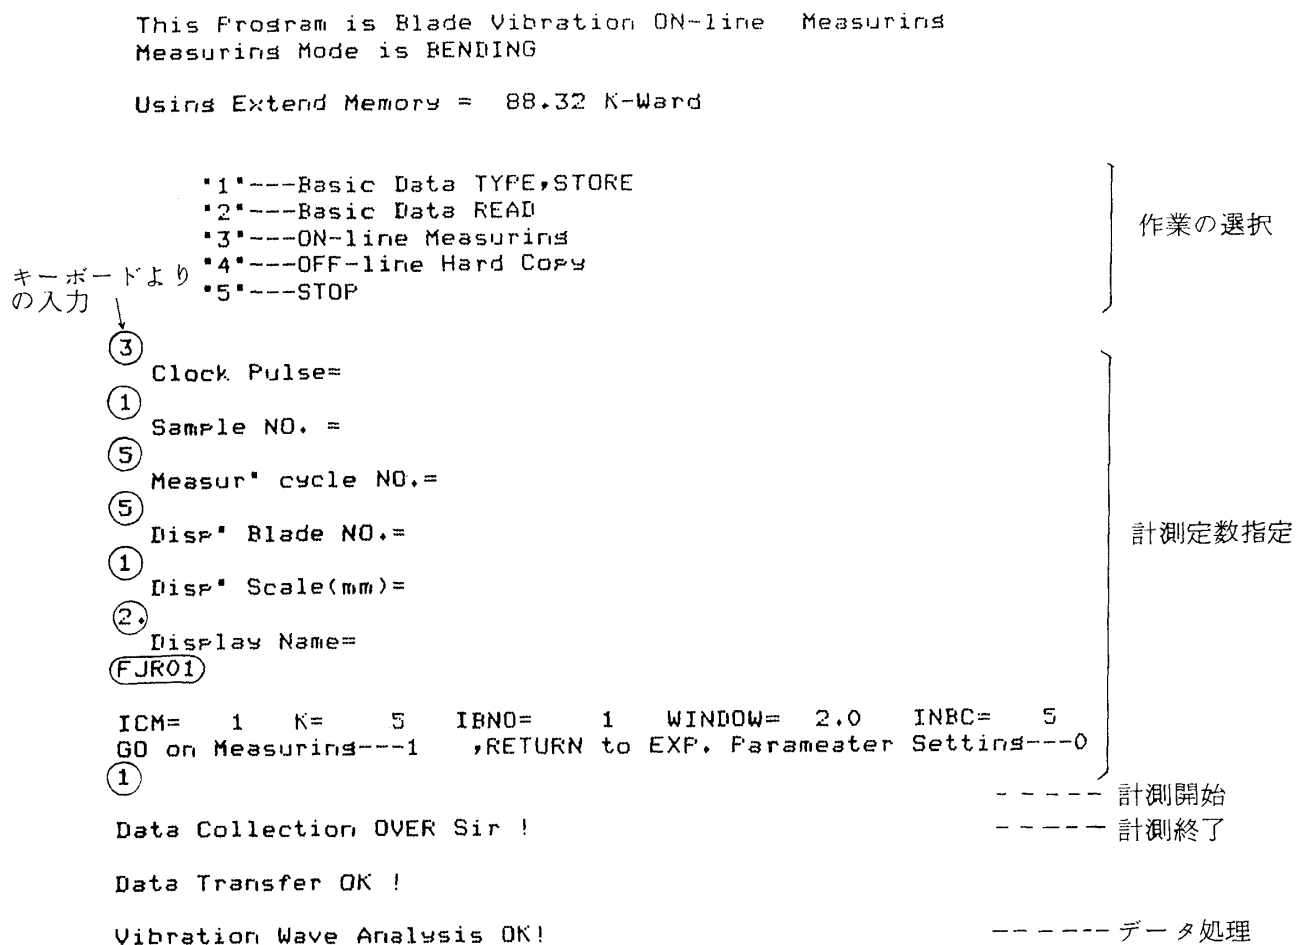 This Program is Blade Vibration ON-line Measuring
Measuring Mode is BENDING
Using Extend Memory = 88.32 K-Ward
"1"---Basic Data TYPE,STORE
"2"---Basic Data READ
"3"---ON-line Measuring
"4"---OFF-line Hard Copy
"5"---STOP
作業の選択
キーボードより
の入力
3
Clock Pulse=
1
Sample NO. =
5
Measur" cycle NO.=
5
Disp" Blade NO.=
1
Disp" Scale(mm)=
2.
Display Name=
FJR01
計測定数指定
ICM= 1 K= 5 IBNO= 1 WINDOW= 2.0 INBC= 5
GO on Measuring---1 ,RETURN to EXP. Parameater Setting---0
1
----- 計測開始
Data Collection OVER Sir !
----- 計測終了
Data Transfer OK !
Vibration Wave Analysis OK!
----- データ処理